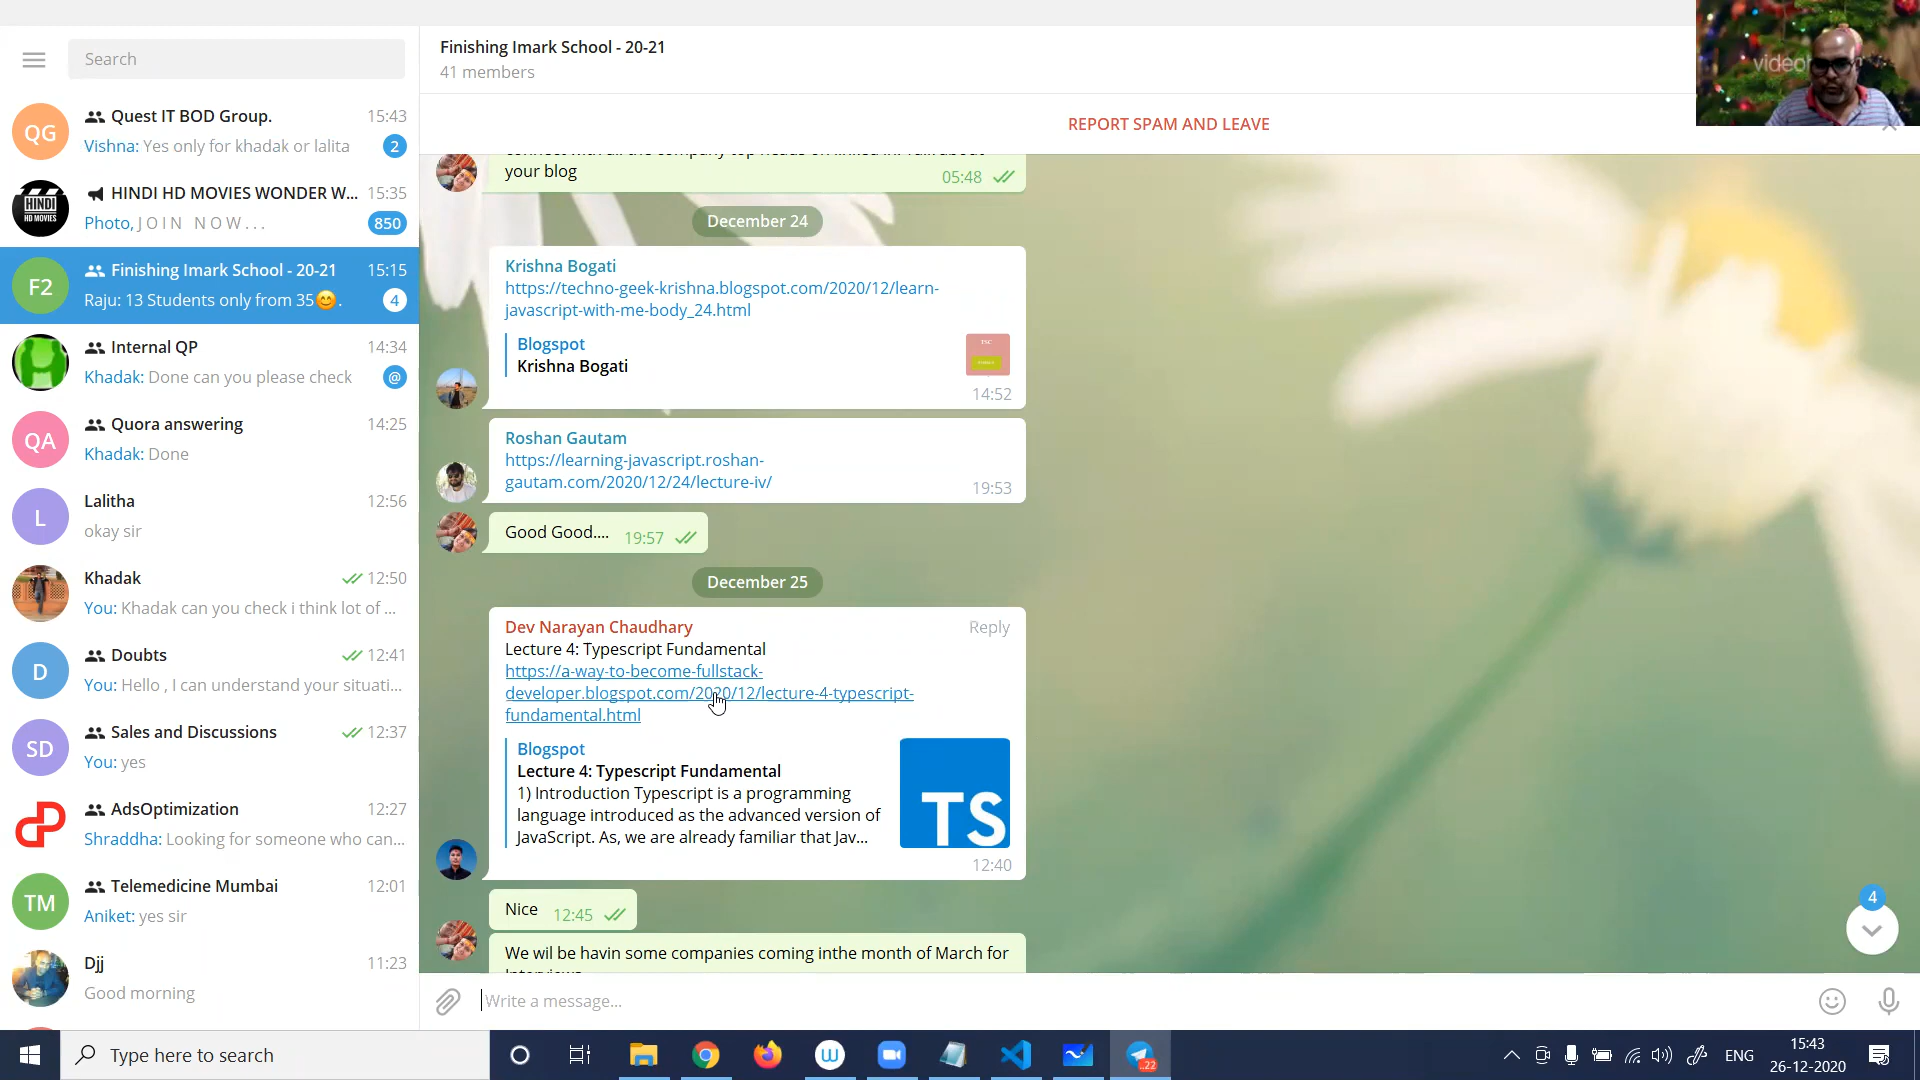 Search
QG
Quest IT BOD Group.
15:43
Vishna: Yes only for khadak or lalita
2
HINDI
HD MOVIES
HINDI HD MOVIES WONDER W...
15:35
Photo, J O I N N O W . . .
850
F2
Finishing Imark School - 20-21
15:15
Raju: 13 Students only from 35😊.
4
Internal QP
14:34
Khadak: Done can you please check
@
QA
Quora answering
14:25
Khadak: Done
L
Lalitha
12:56
okay sir
Khadak
12:50
You: Khadak can you check i think lot of ...
D
Doubts
12:41
You: Hello , I can understand your situati...
SD
Sales and Discussions
12:37
You: yes
AdsOptimization
12:27
Shraddha: Looking for someone who can...
TM
Telemedicine Mumbai
12:01
Aniket: yes sir
Djj
11:23
Good morning
Finishing Imark School - 20-21
41 members
REPORT SPAM AND LEAVE
your blog
05:48
December 24
Krishna Bogati
https://techno-geek-krishna.blogspot.com/2020/12/learn-
javascript-with-me-body_24.html
Blogspot
Krishna Bogati
14:52
Roshan Gautam
https://learning-javascript.roshan-
gautam.com/2020/12/24/lecture-iv/
19:53
Good Good....
19:57
December 25
Dev Narayan Chaudhary
Reply
Lecture 4: Typescript Fundamental
https://a-way-to-become-fullstack-
developer.blogspot.com/2020/12/lecture-4-typescript-
fundamental.html
Blogspot
Lecture 4: Typescript Fundamental
1) Introduction Typescript is a programming
language introduced as the advanced version of
JavaScript. As, we are already familiar that Jav...
TS
12:40
Nice
12:45
We wil be havin some companies coming inthe month of March for
4
Write a message...
Type here to search
..22
ENG
15:43
26-12-2020